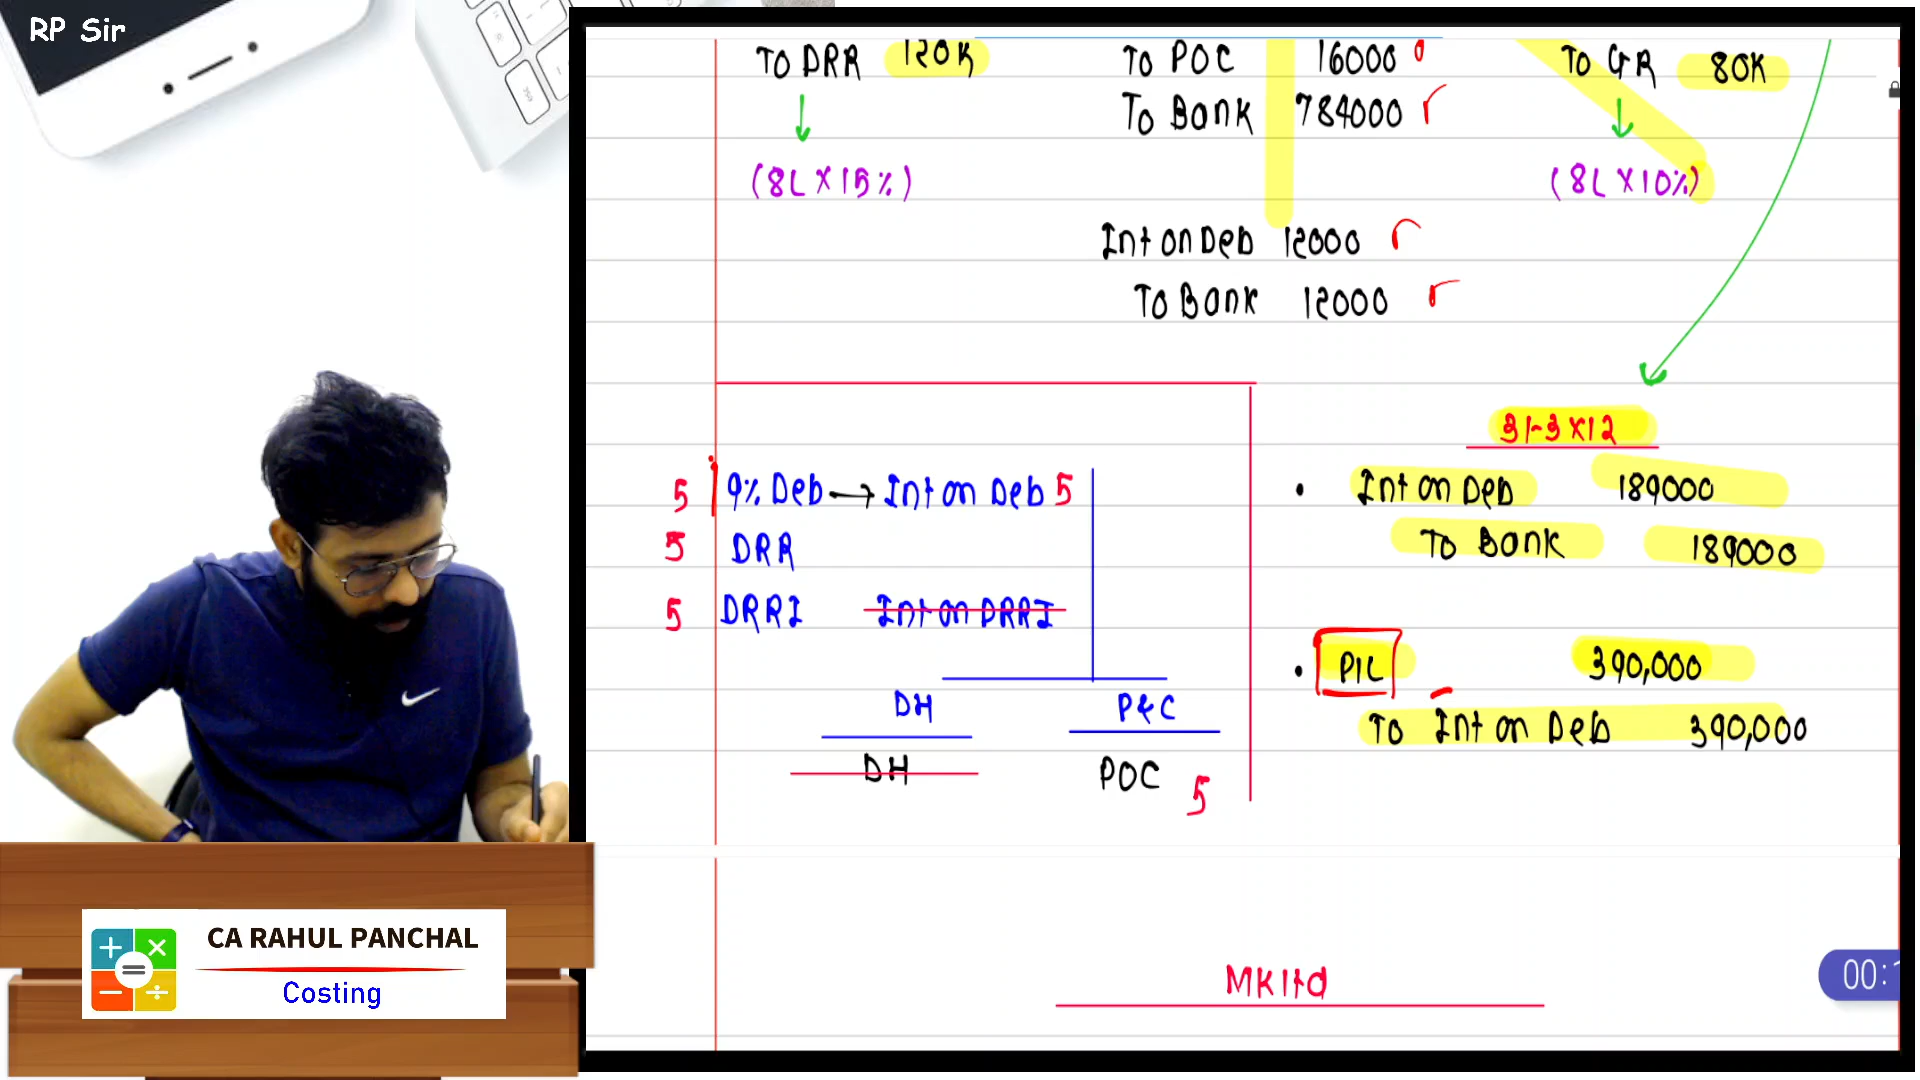 RP Sir
To DRR 120K
To POC 16000
To GR 80K
To Bank 784000
(8L X 15%)
(8L X 10%)
Int on Deb 12000
To Bank 12000
31-3 X12
5 9% Deb → Int on Deb 5
• Int on Deb 189000
5 DRR
To Bank 189000
5 DRRI Int on DRRI
• PIL 390,000
DH P&C
To Int on Deb 390,000
DH POC 5
CA RAHUL PANCHAL
Costing
MK ltd
00: